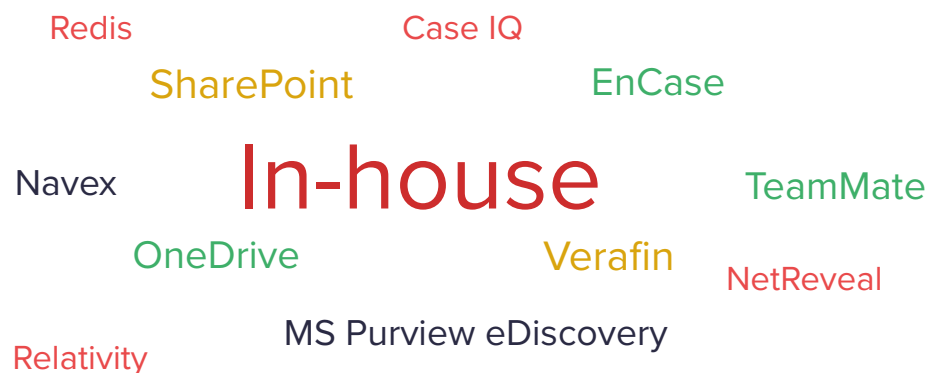 Redis
Case IQ
SharePoint
EnCase
In-house
Navex
TeamMate
OneDrive
Verafin
NetReveal
MS Purview eDiscovery
Relativity